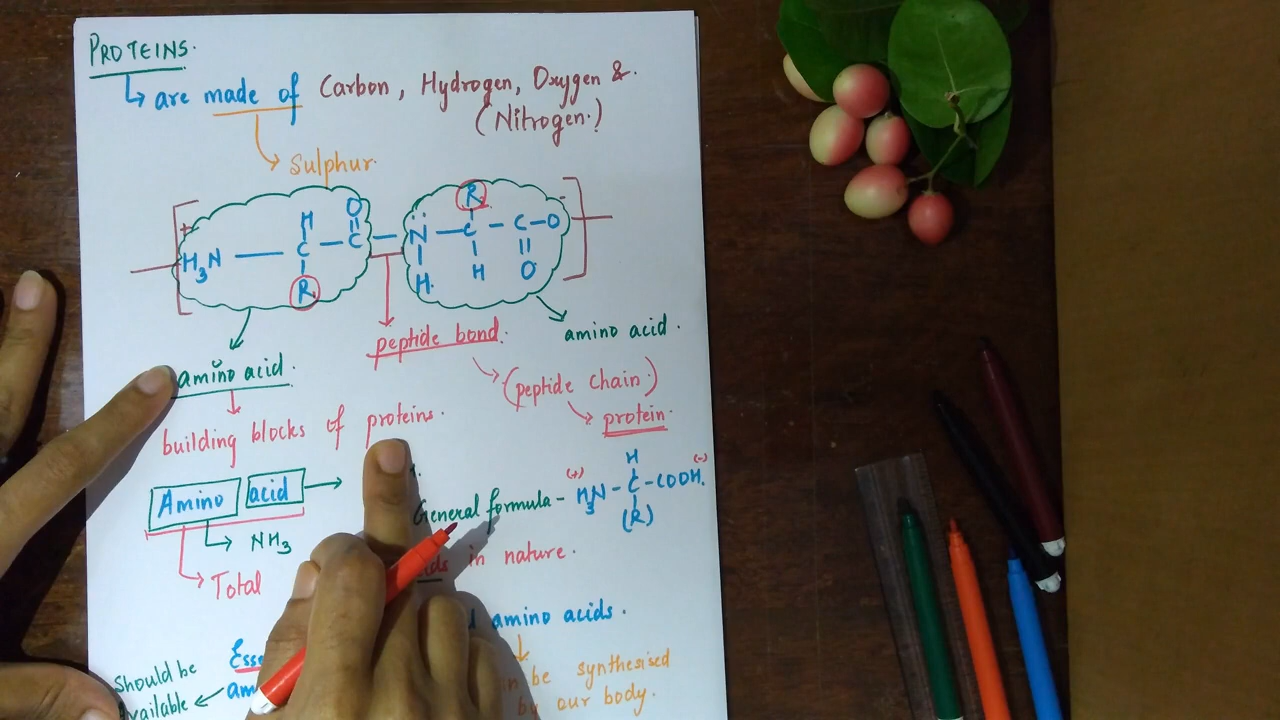 PROTEINS.
are made of Carbon, Hydrogen, Oxygen &.
(Nitrogen.)
Sulphur.
H O R
+ H3N C C N C C O -
R H H O
amino acid.
peptide bond.
amino acid.
(peptide chain.)
protein.
building blocks of proteins.
Amino acid
NH3
General formula - (+) H3N - C - COOH. (-)
H
(R)
Total
in nature.
amino acids.
be synthesised
by our body.
Should be
available